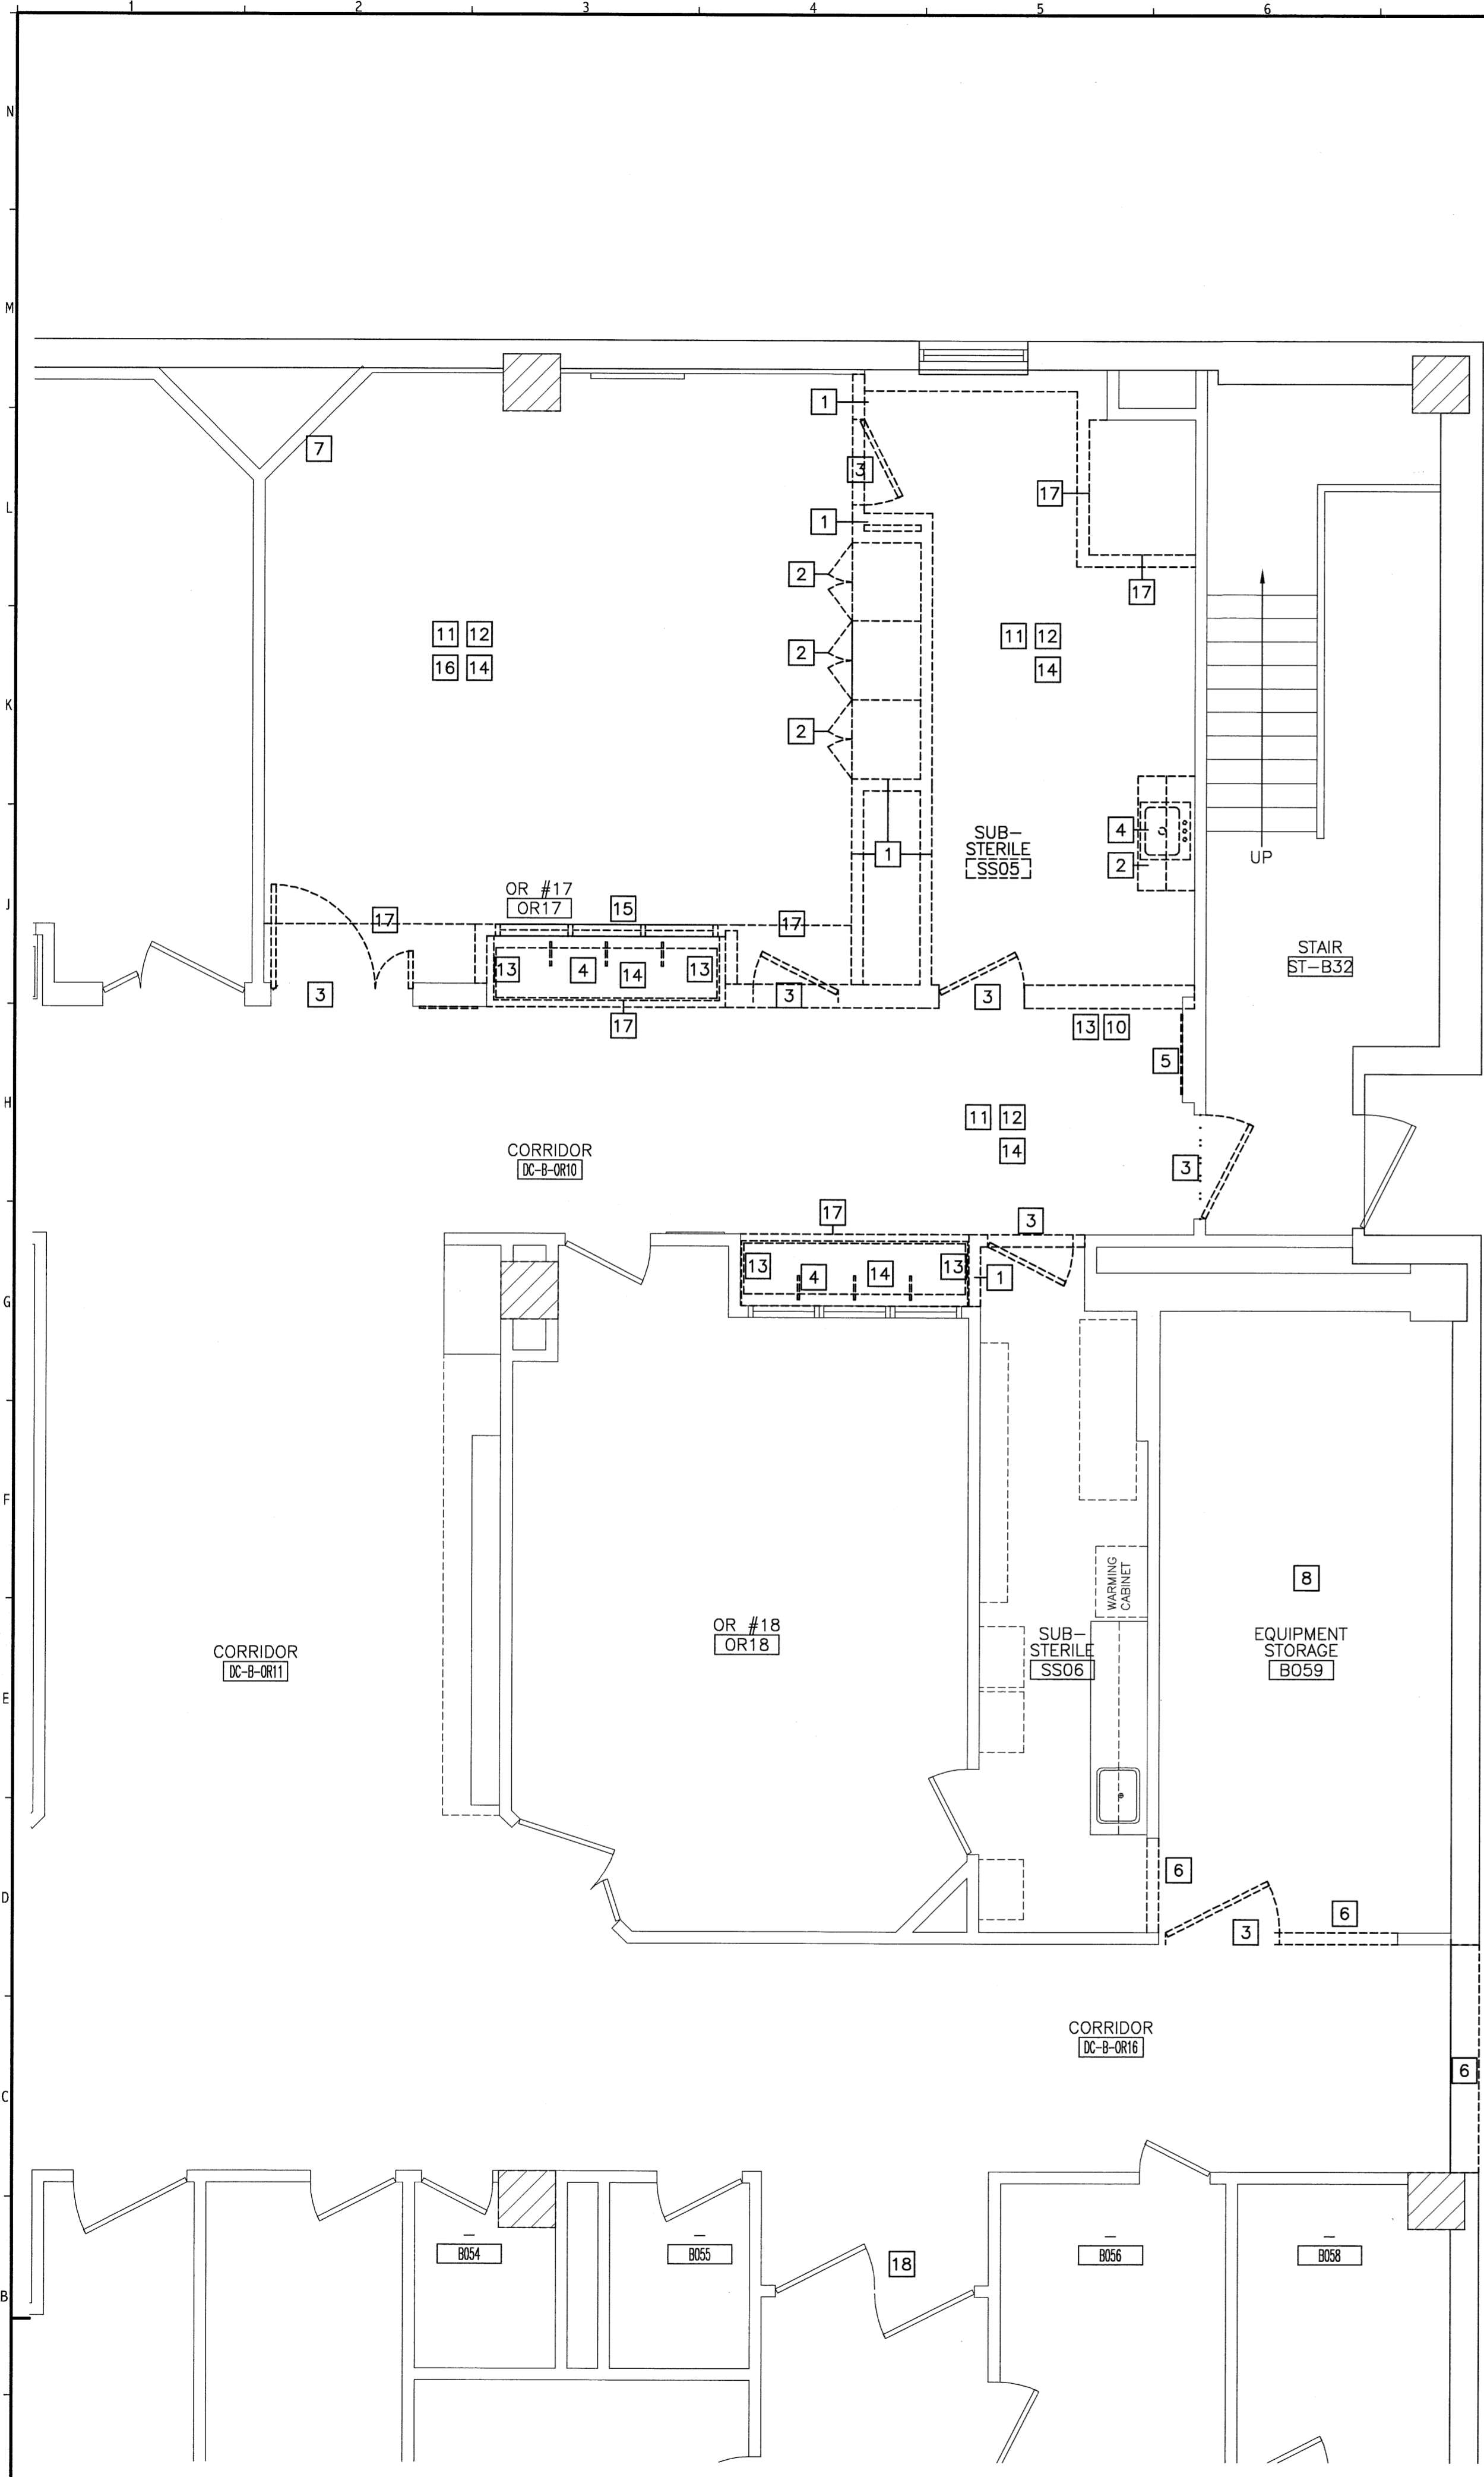 1 2 3 4 5 6
N
M
1
7
3
17
1
2
17
11 12
16 14
11 12
14
2
2
4
SUB-
STERILE
SS05
1
2
UP
OR #17
OR17
15
17
17
STAIR
ST-B32
13 4 14 13
3
3
3
17
13 10
5
11 12
14
CORRIDOR
DC-B-OR10
3
17
3
13 4 14 13
1
8
WARMING
CABINET
OR #18
OR18
SUB-
STERILE
SS06
EQUIPMENT
STORAGE
B059
CORRIDOR
DC-B-OR11
6
6
3
CORRIDOR
DC-B-OR16
6
B054
B055
18
B056
B058
L
K
J
H
G
F
E
D
C
B